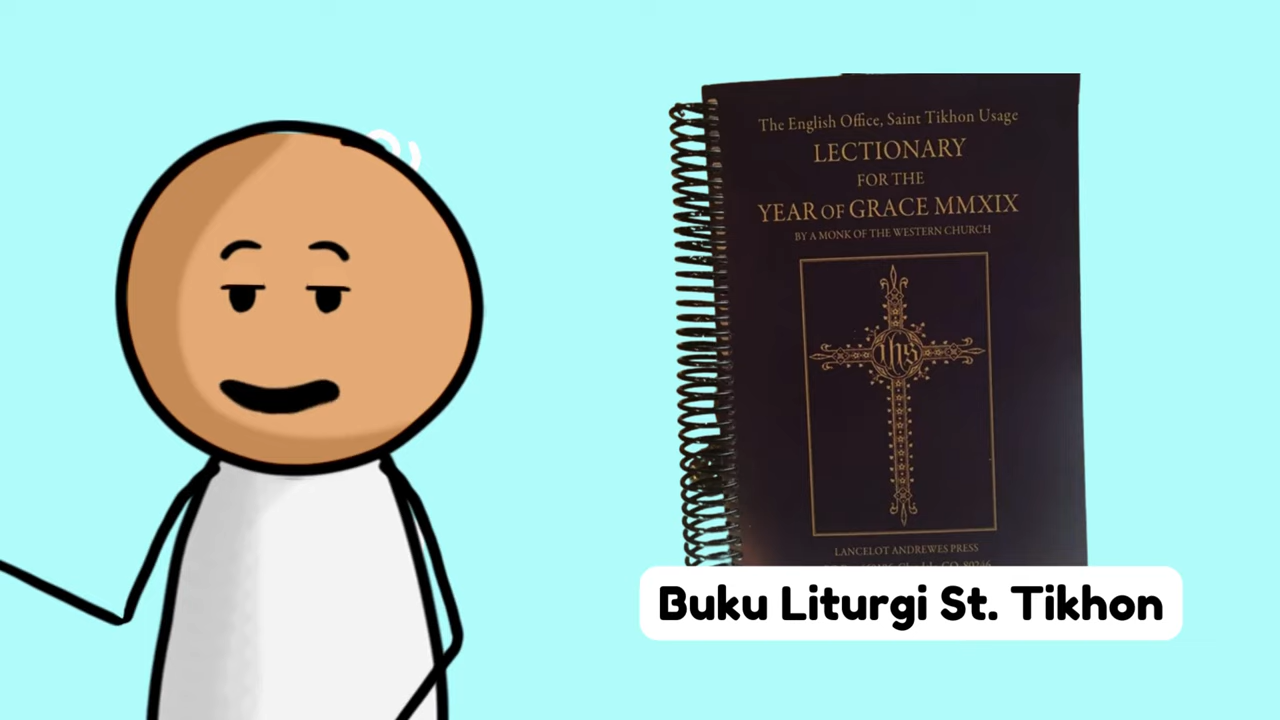 The English Office, Saint Tikhon Usage
LECTIONARY
FOR THE
YEAR OF GRACE MMXIX
BY A MONK OF THE WESTERN CHURCH
ihs
LANCELOT ANDREWES PRESS
Buku Liturgi St. Tikhon